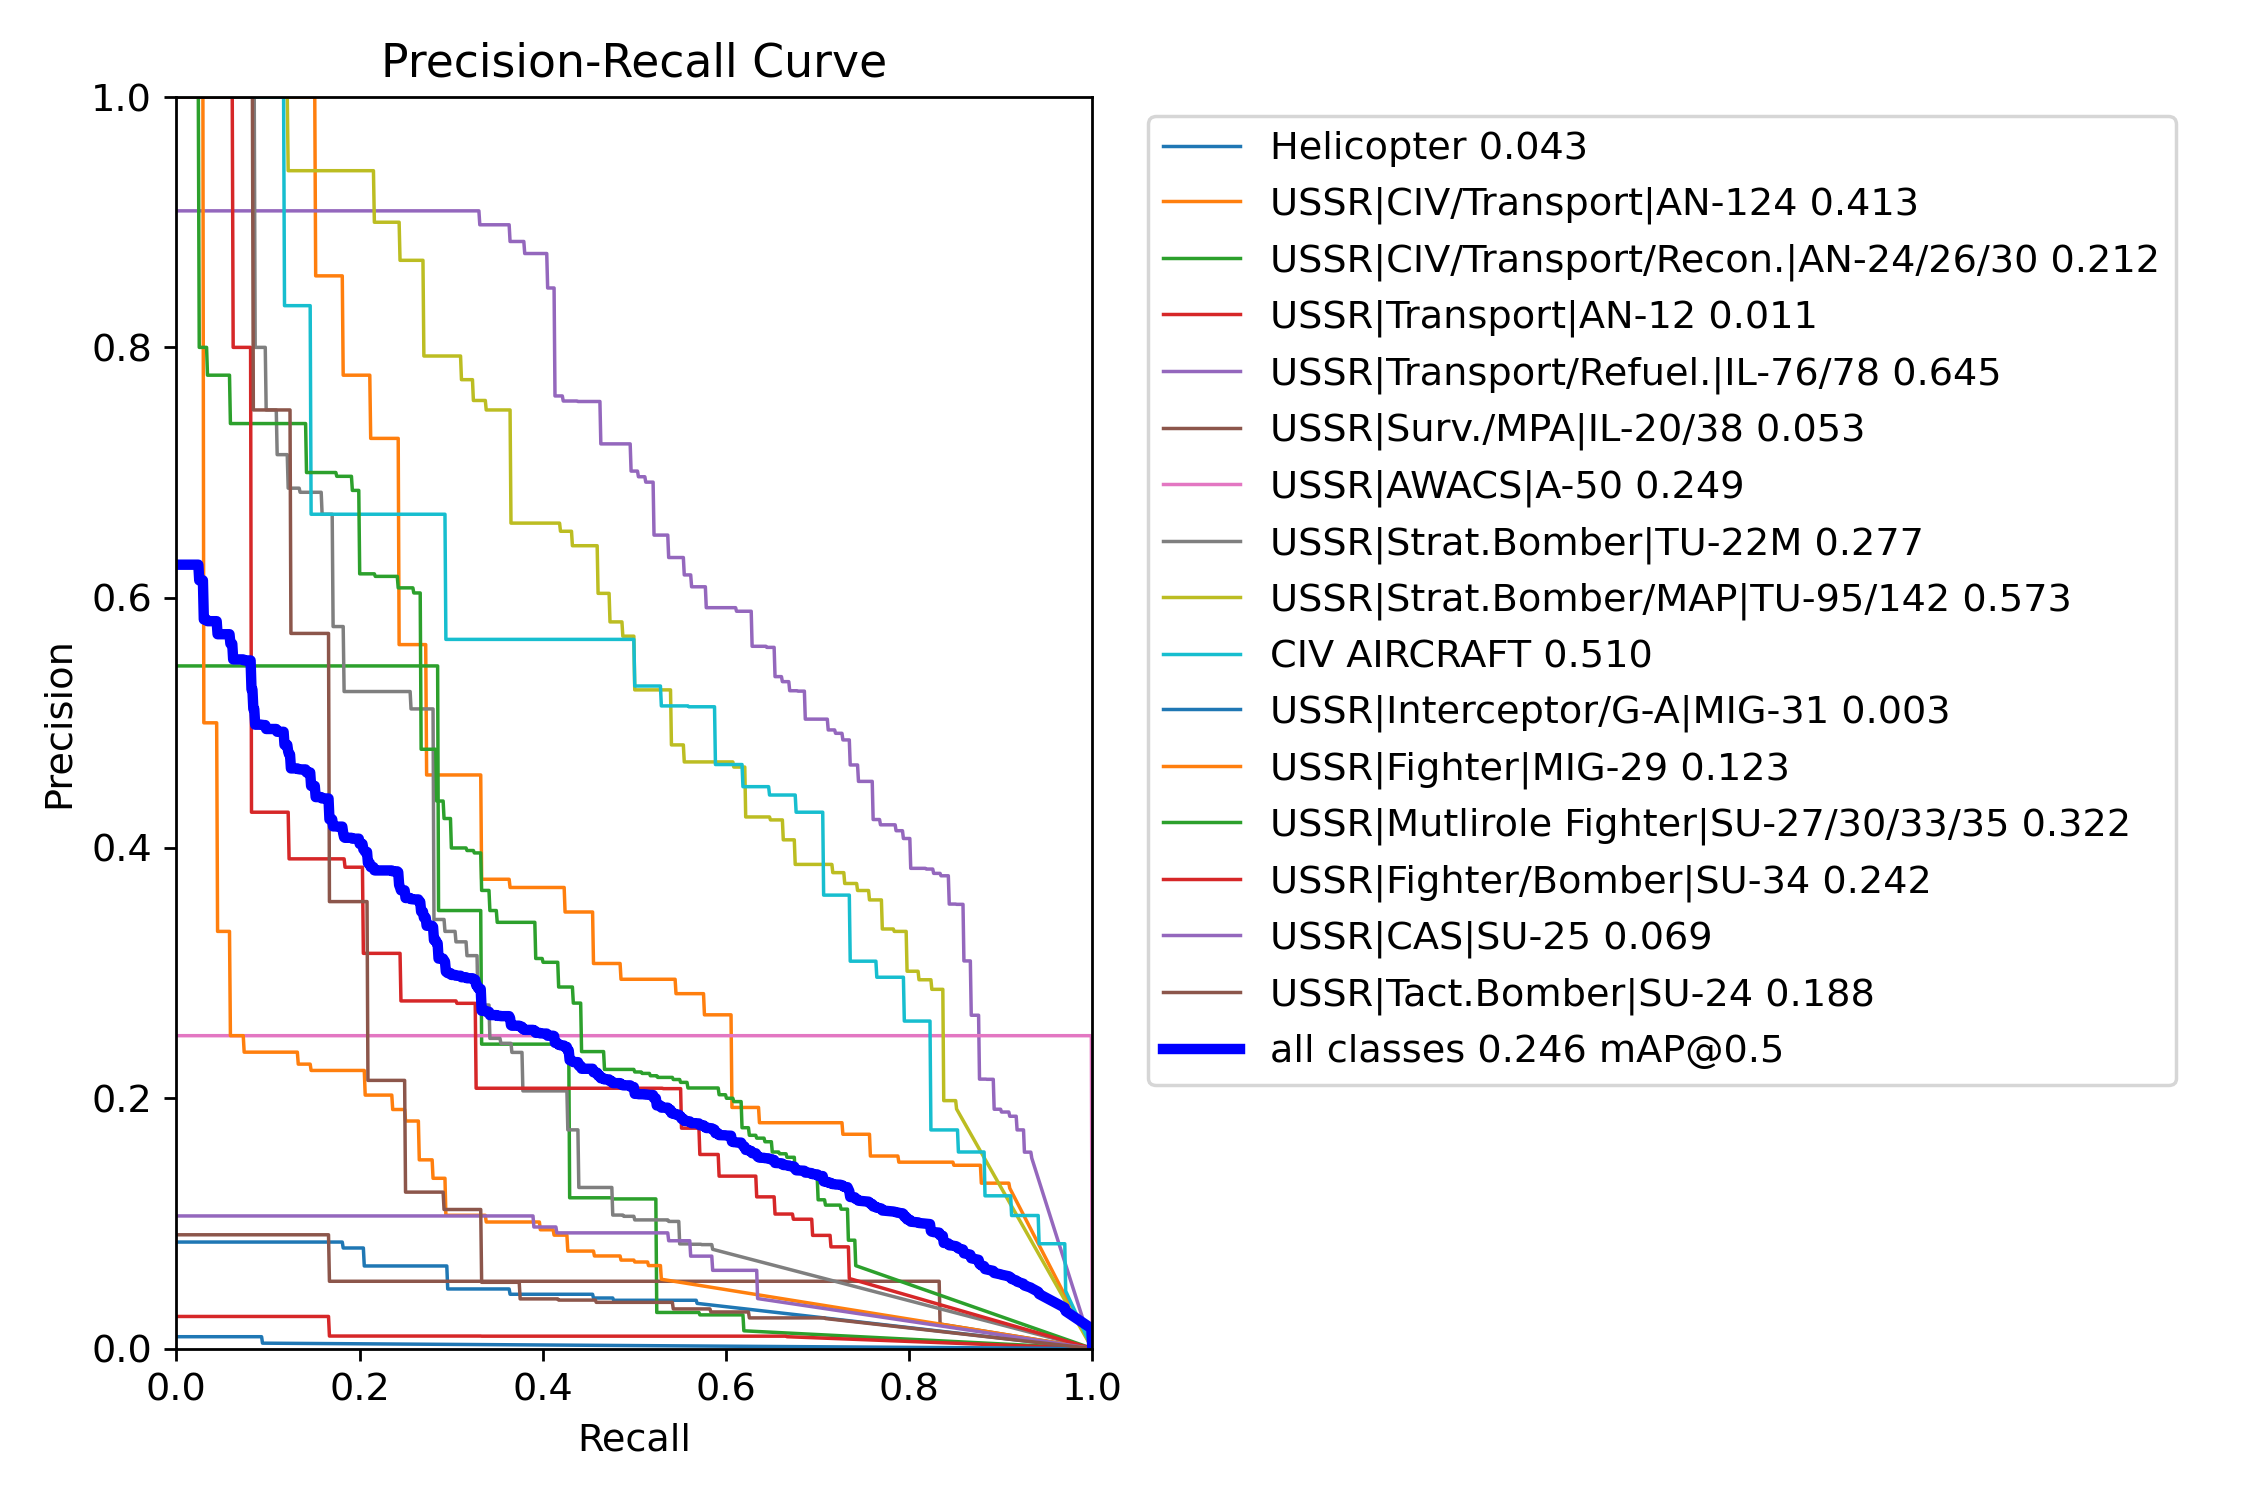 Precision-Recall Curve
1.0
0.8
0.6
0.4
0.2
0.0
Precision
0.0 0.2 0.4 0.6 0.8 1.0
Recall
Helicopter 0.043
USSR|CIV/Transport|AN-124 0.413
USSR|CIV/Transport/Recon.|AN-24/26/30 0.212
USSR|Transport|AN-12 0.011
USSR|Transport/Refuel.|IL-76/78 0.645
USSR|Surv./MPA|IL-20/38 0.053
USSR|AWACS|A-50 0.249
USSR|Strat.Bomber|TU-22M 0.277
USSR|Strat.Bomber/MAP|TU-95/142 0.573
CIV AIRCRAFT 0.510
USSR|Interceptor/G-A|MIG-31 0.003
USSR|Fighter|MIG-29 0.123
USSR|Mutlirole Fighter|SU-27/30/33/35 0.322
USSR|Fighter/Bomber|SU-34 0.242
USSR|CAS|SU-25 0.069
USSR|Tact.Bomber|SU-24 0.188
all classes 0.246 mAP@0.5